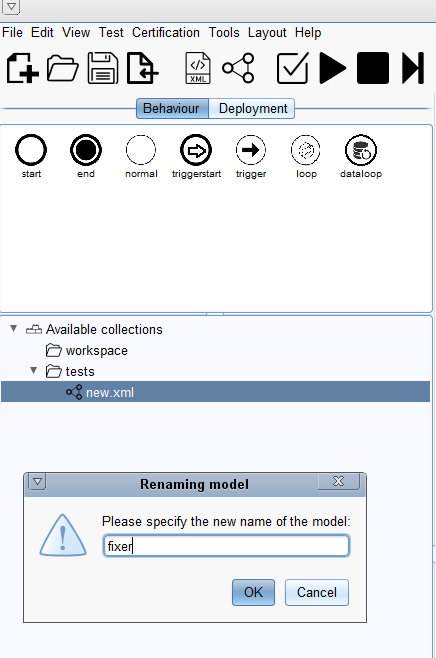 File Edit View Test Certification Tools Layout Help
XML
Behaviour Deployment
start end normal triggerstart trigger loop dataloop
Available collections
workspace
tests
new.xml
Renaming model
Please specify the new name of the model:
fixer
OK Cancel